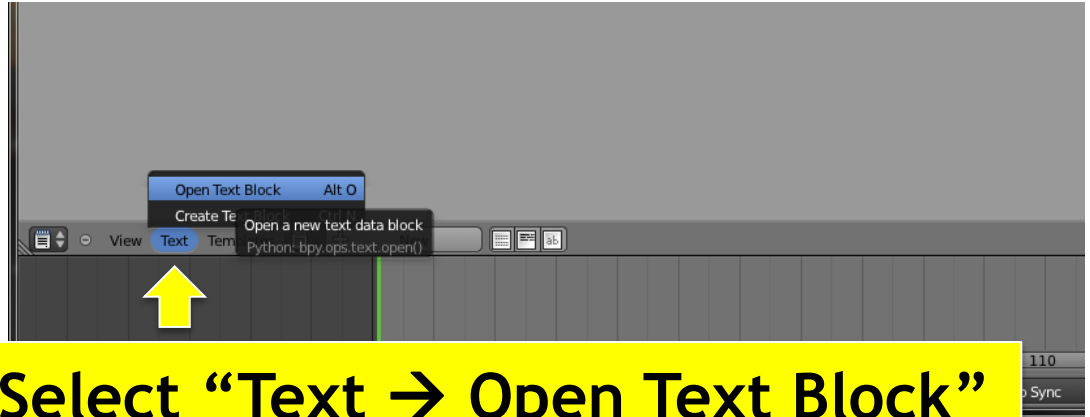 Open Text Block Alt O
Create Te
Open a new text data block
Python: bpy.ops.text.open()
View Text Tem
ab
110
Sync
Select “Text → Open Text Block”